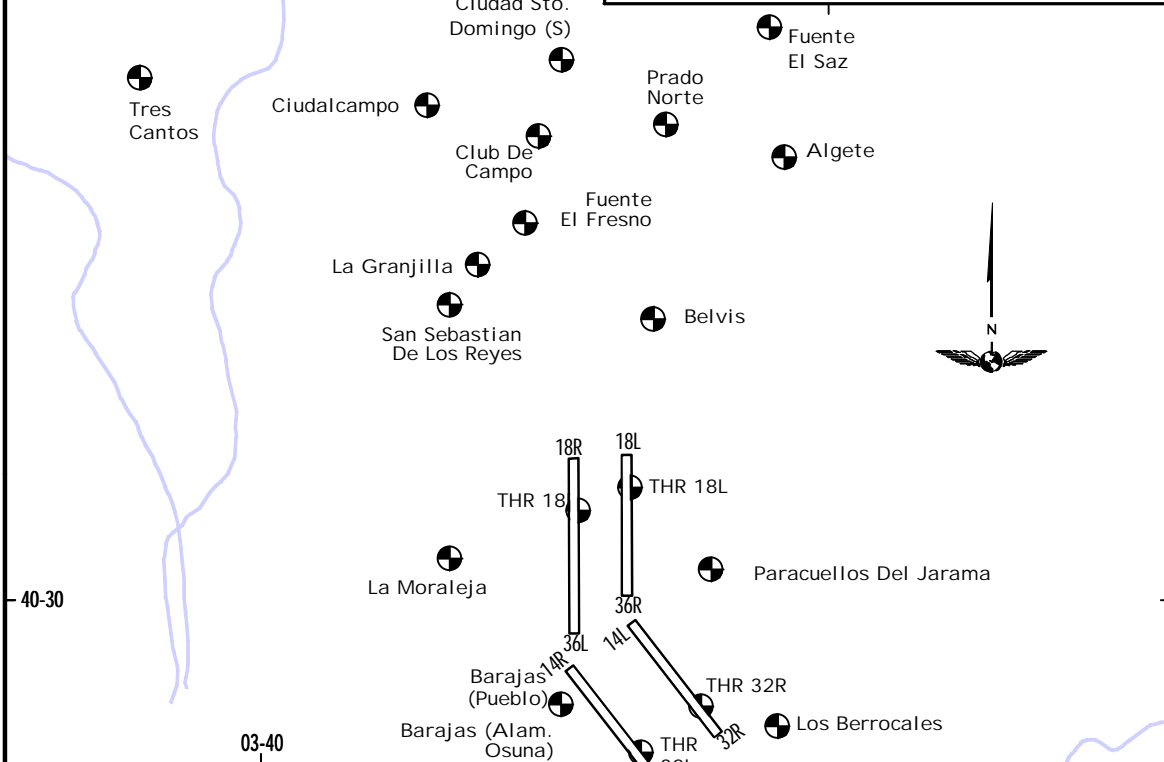 Ciudad Sto.
Domingo (S)
Fuente
El Saz
Tres
Cantos
Ciudalcampo
Prado
Norte
Club De
Campo
Algete
Fuente
El Fresno
La Granjilla
San Sebastian
De Los Reyes
Belvis
N
18R
18L
THR 18
THR 18L
La Moraleja
Paracuellos Del Jarama
40-30
36R
36L
14L
14R
Barajas
(Pueblo)
THR 32R
Los Berrocales
32R
Barajas (Alam.
Osuna)
THR
03-40